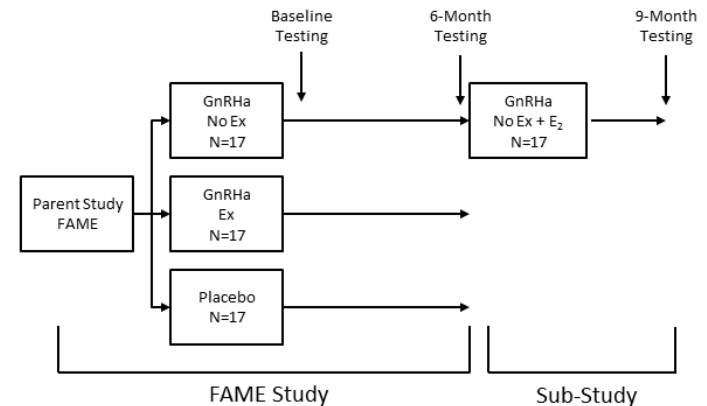 Baseline
Testing
6-Month
Testing
9-Month
Testing
GnRHa
No Ex
N=17
GnRHa
No Ex + E₂
N=17
Parent Study
FAME
GnRHa
Ex
N=17
Placebo
N=17
FAME Study
Sub-Study